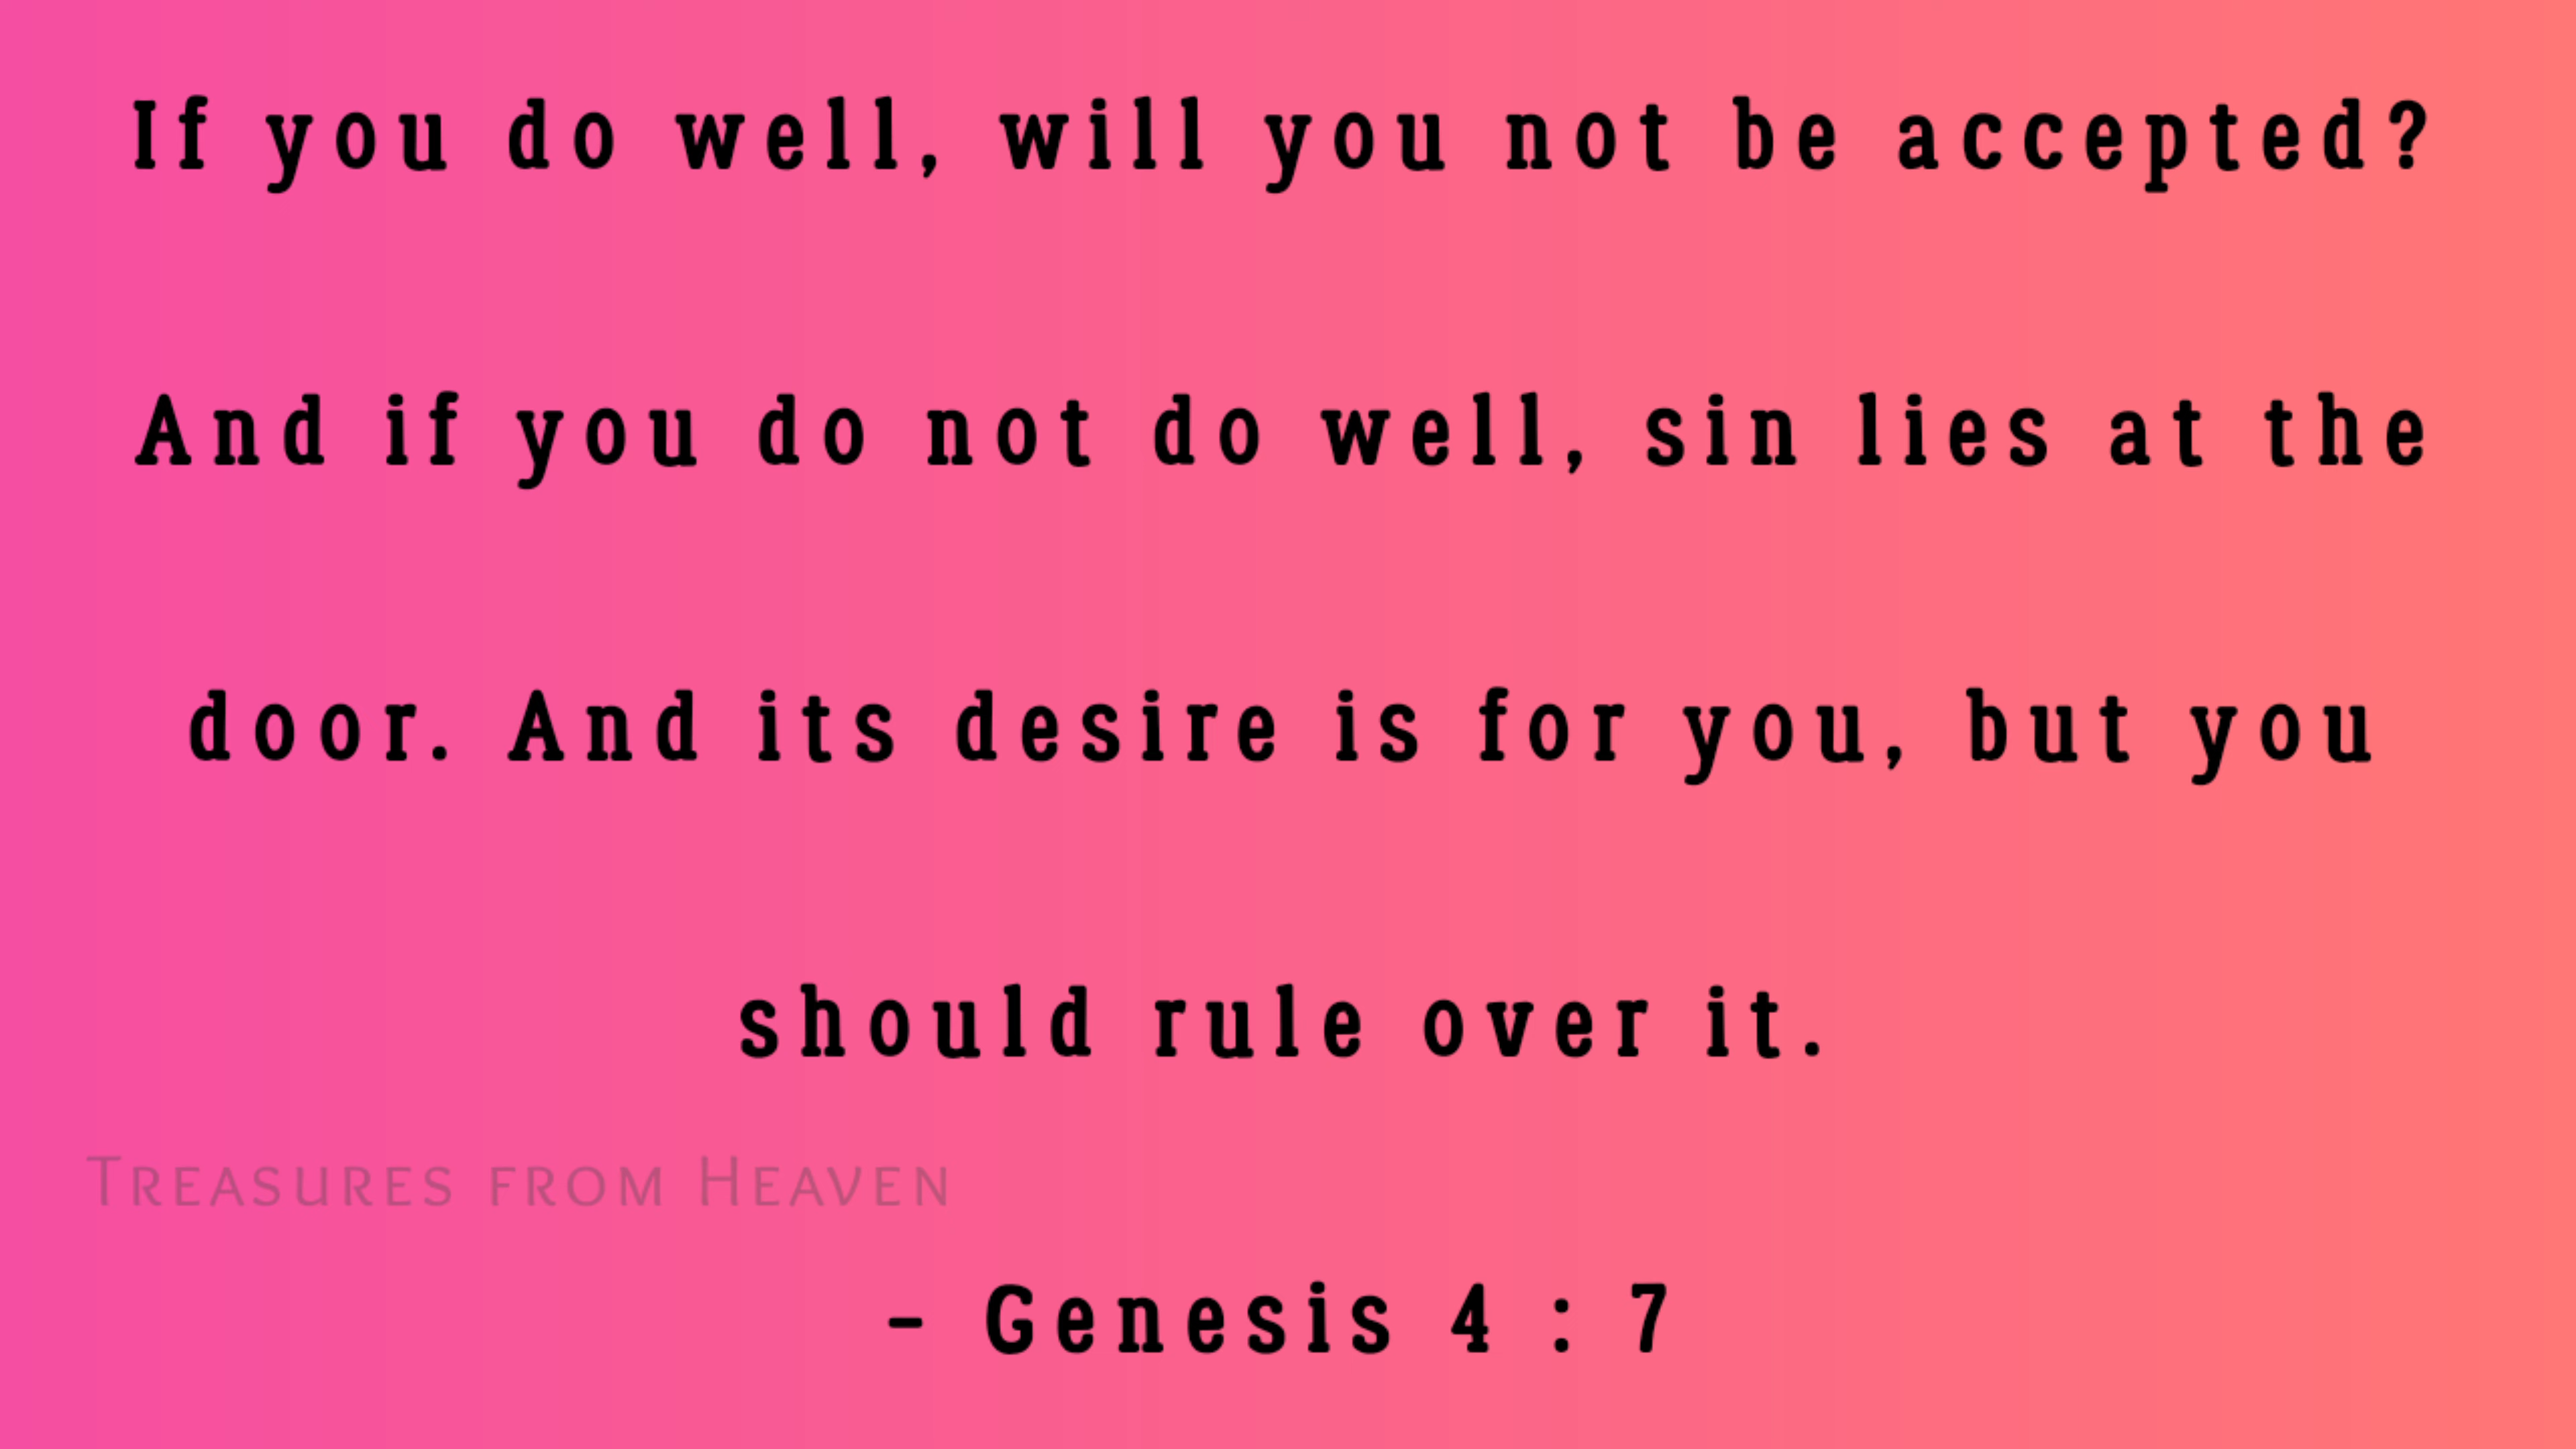 If you do well, will you not be accepted?
And if you do not do well, sin lies at the
door. And its desire is for you, but you
should rule over it.
Treasures from Heaven
– Genesis 4 : 7